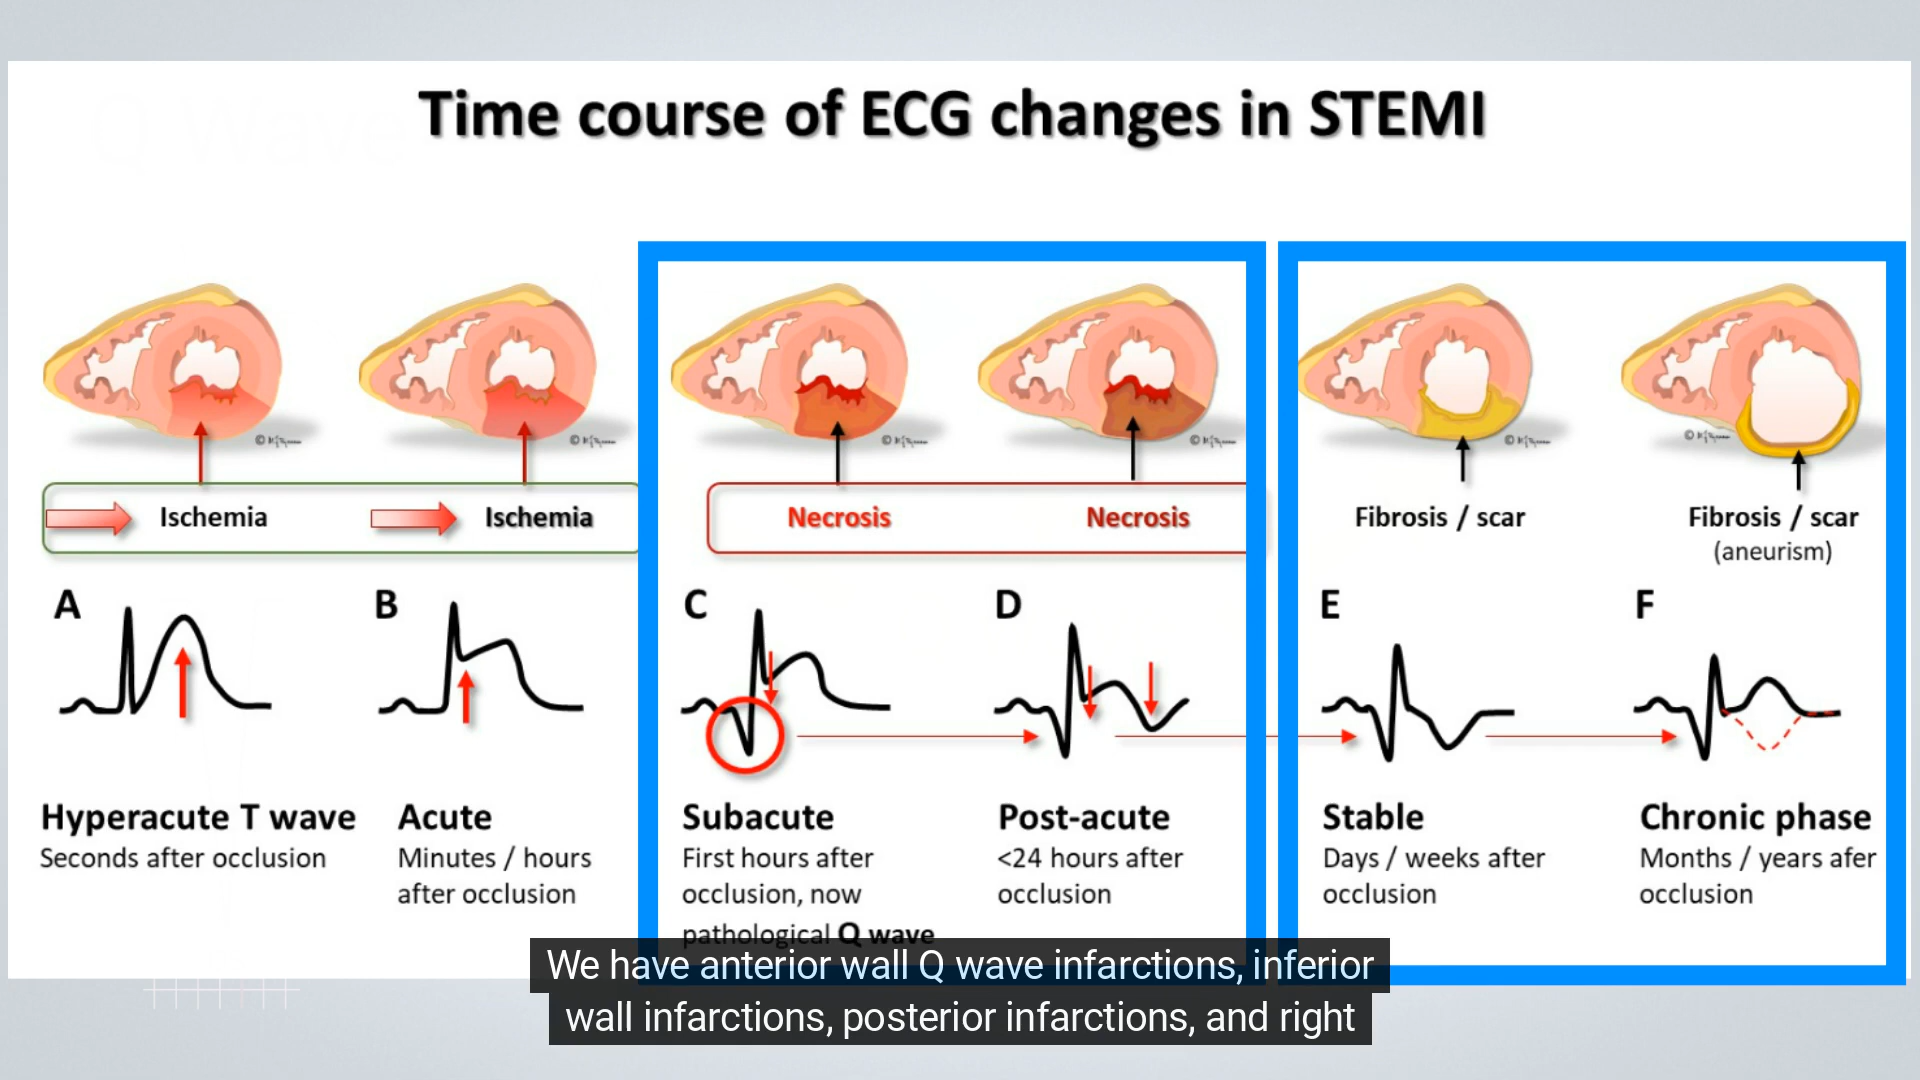 Q Wave
Time course of ECG changes in STEMI
Ischemia
Ischemia
Necrosis
Necrosis
Fibrosis / scar
Fibrosis / scar
(aneurism)
A
B
C
D
E
F
Hyperacute T wave
Seconds after occlusion
Acute
Minutes / hours
after occlusion
Subacute
First hours after
occlusion, now
pathological Q wave
Post-acute
<24 hours after
occlusion
Stable
Days / weeks after
occlusion
Chronic phase
Months / years afer
occlusion
We have anterior wall Q wave infarctions, inferior
wall infarctions, posterior infarctions, and right